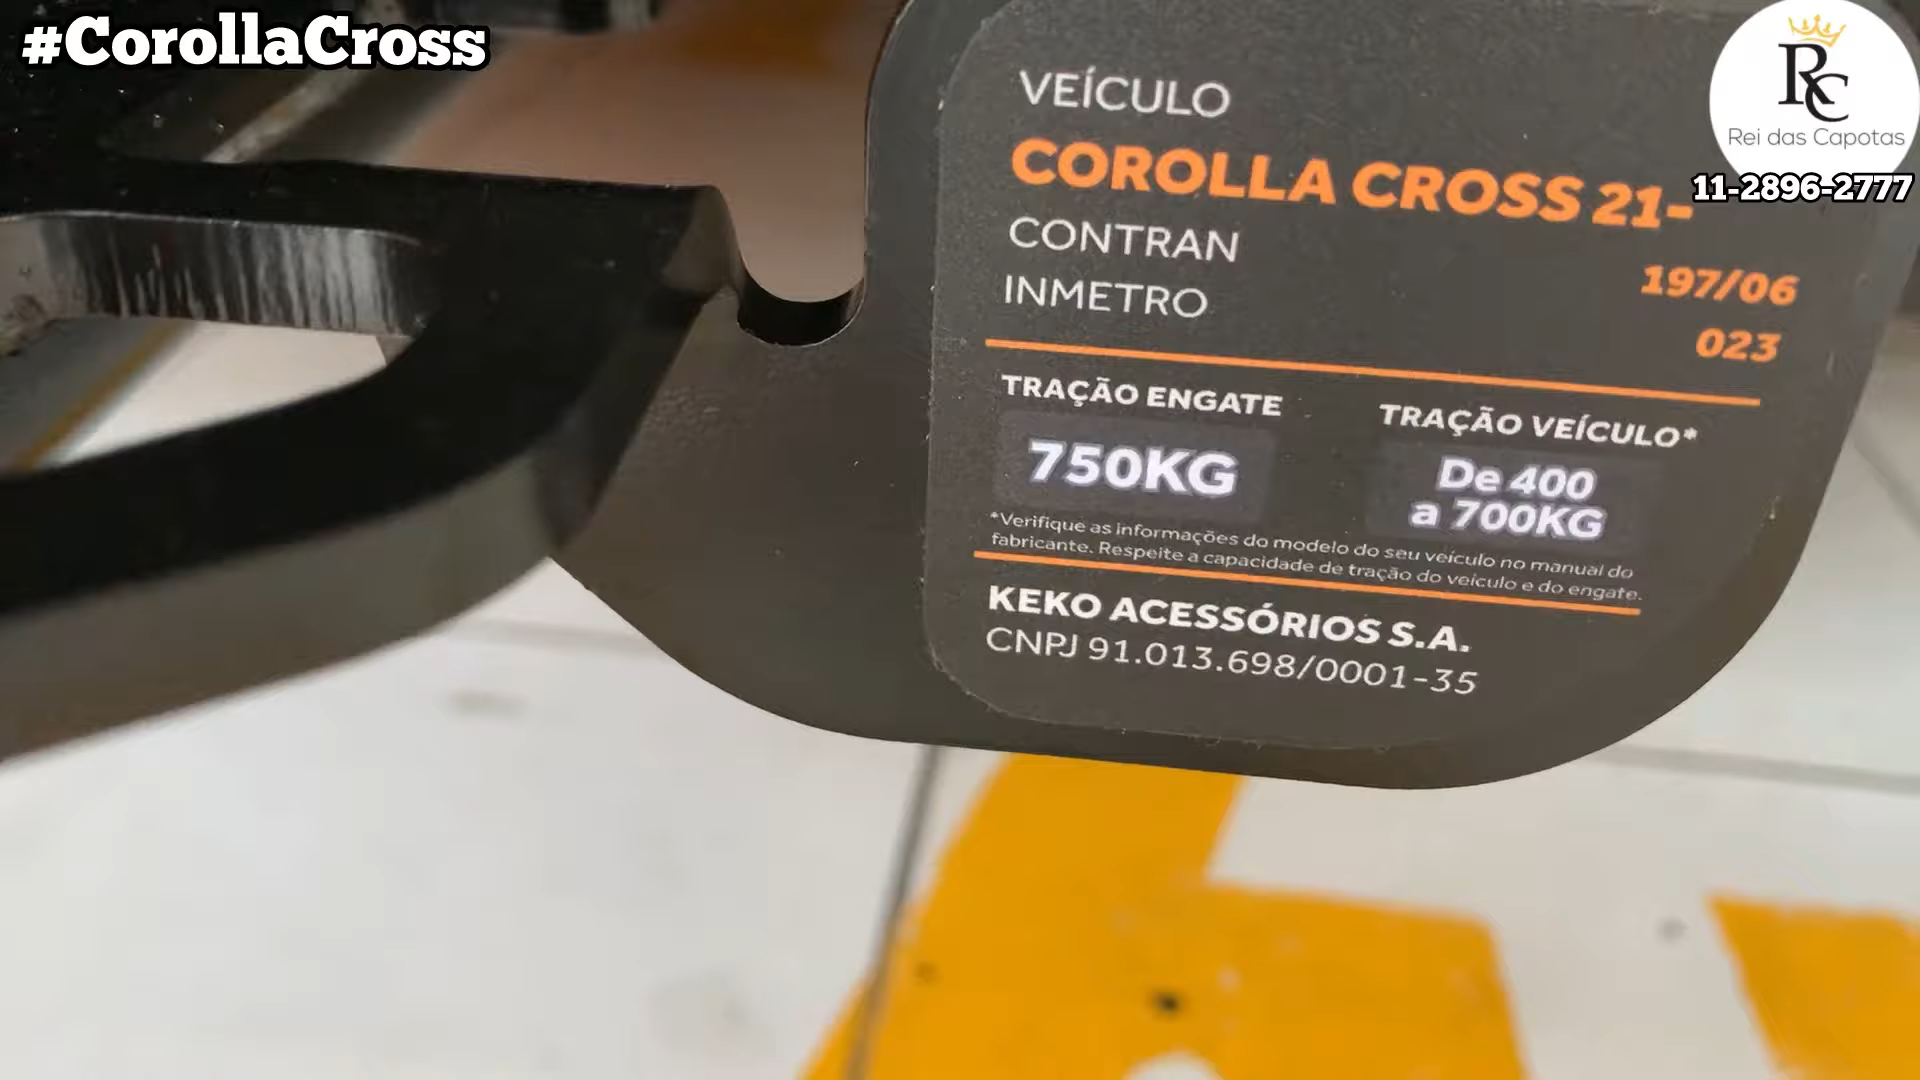 #CorollaCross
RC
Rei das Capotas
11-2896-2777
VEÍCULO
COROLLA CROSS 21-
CONTRAN 197/06
INMETRO 023
TRAÇÃO ENGATE
750KG
TRAÇÃO VEÍCULO*
De 400
a 700KG
*Verifique as informações do modelo do seu veículo no manual do
fabricante. Respeite a capacidade de tração do veículo e do engate.
KEKO ACESSÓRIOS S.A.
CNPJ 91.013.698/0001-35